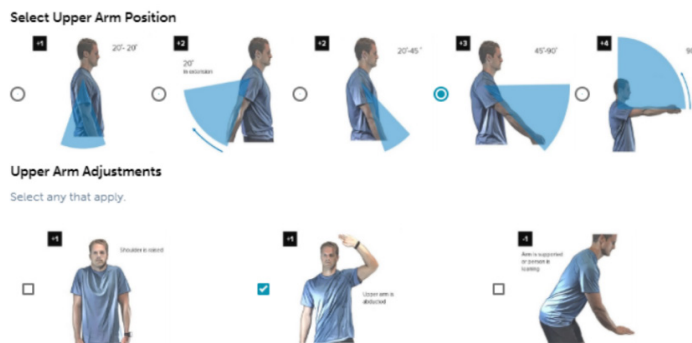 Select Upper Arm Position
+1
20°- 20°
+2
20°
in extension
+2
20°-45°
+3
45°-90°
+4
Upper Arm Adjustments
Select any that apply.
+1
Shoulder is raised
+1
Upper arm is
abducted
-1
Arm is supported
or person is
leaning